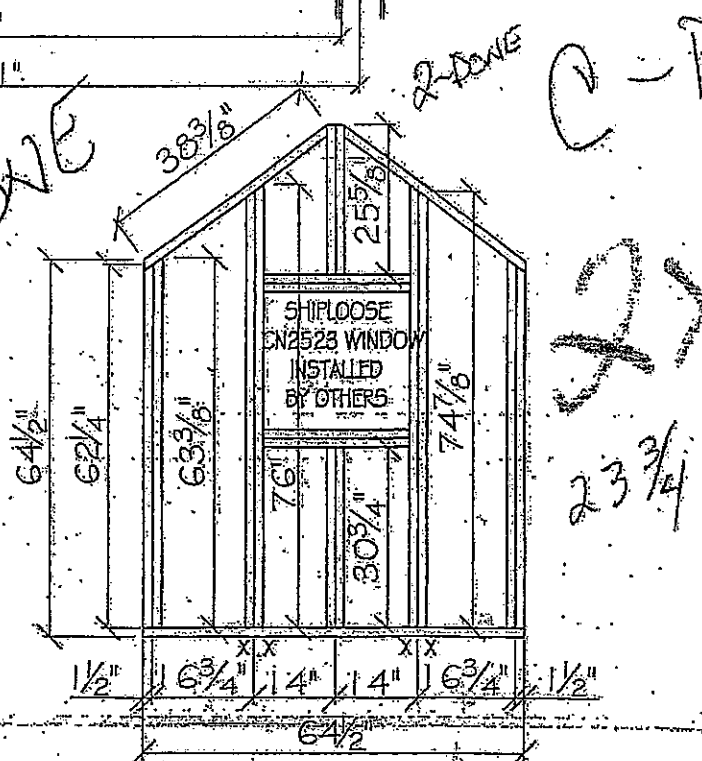 2-DONE
38 3/8"
25 5/8"
SHIPLOOSE
CN2523 WINDOW
INSTALLED
BY OTHERS
64 1/2"
62 1/4"
63 3/8"
76"
30 3/4"
74 7/8"
23 3/4
X X X X
1 1/2" 16 3/4" 14" 14" 16 3/4" 1 1/2"
64 1/2"